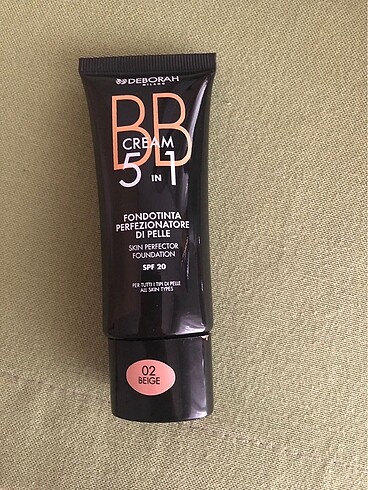 DEBORAH
MILANO
BB
CREAM
5 IN 1
FONDOTINTA
PERFEZIONATORE
DI PELLE
SKIN PERFECTOR
FOUNDATION
SPF 20
PER TUTTI I TIPI DI PELLE
ALL SKIN TYPES
02
BEIGE